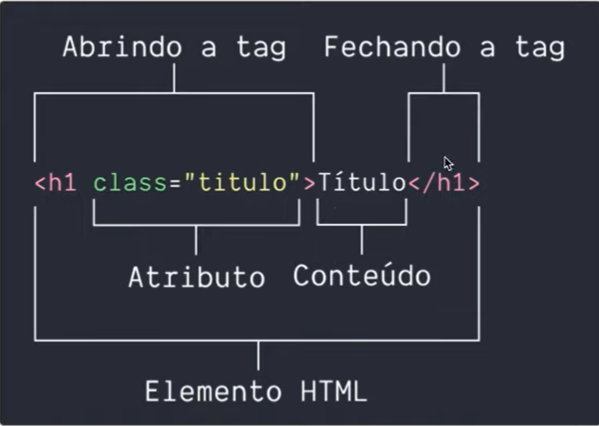 Abrindo a tag Fechando a tag
<h1 class="titulo">Título</h1>
Atributo Conteúdo
Elemento HTML